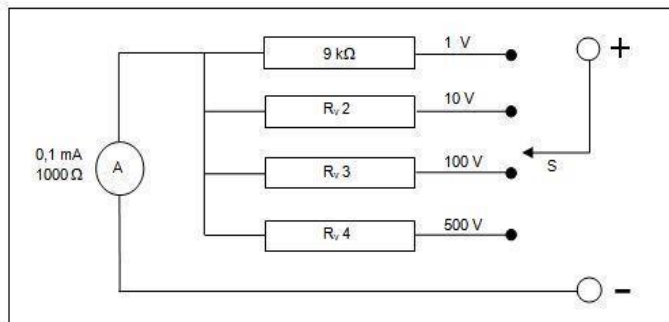 9 kΩ
1 V
+
Rv 2
10 V
0,1 mA
1000 Ω
A
Rv 3
100 V
S
Rv 4
500 V
-